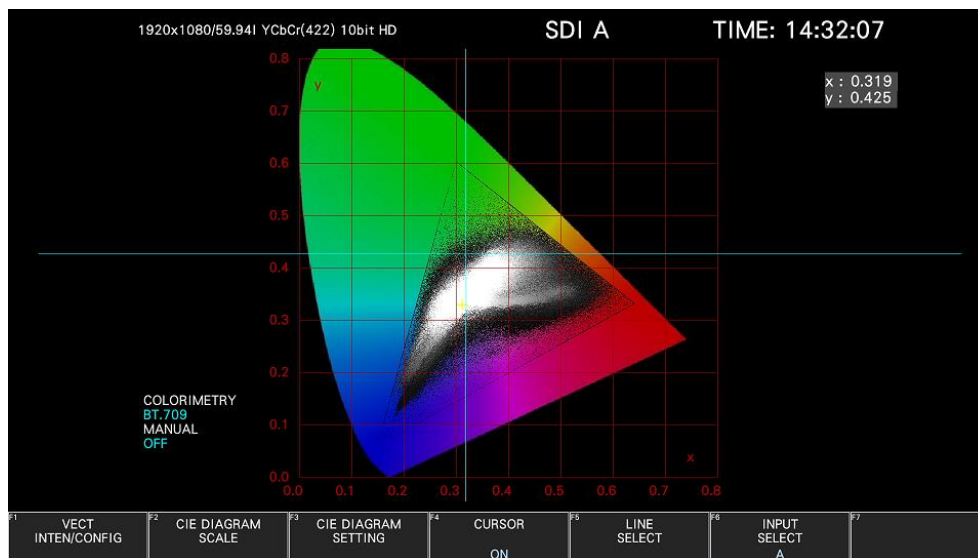 1920x1080/59.94I YCbCr(422) 10bit HD
SDI A
TIME: 14:32:07
x : 0.319
y : 0.425
0.8
y
0.7
0.6
0.5
0.4
0.3
0.2
0.1
0.0
x
0.0 0.1 0.2 0.3 0.4 0.5 0.6 0.7 0.8
COLORIMETRY
BT.709
MANUAL
OFF
F1 VECT
INTEN/CONFIG
F2 CIE DIAGRAM
SCALE
F3 CIE DIAGRAM
SETTING
F4 CURSOR
ON
F5 LINE
SELECT
F6 INPUT
SELECT
A
F7